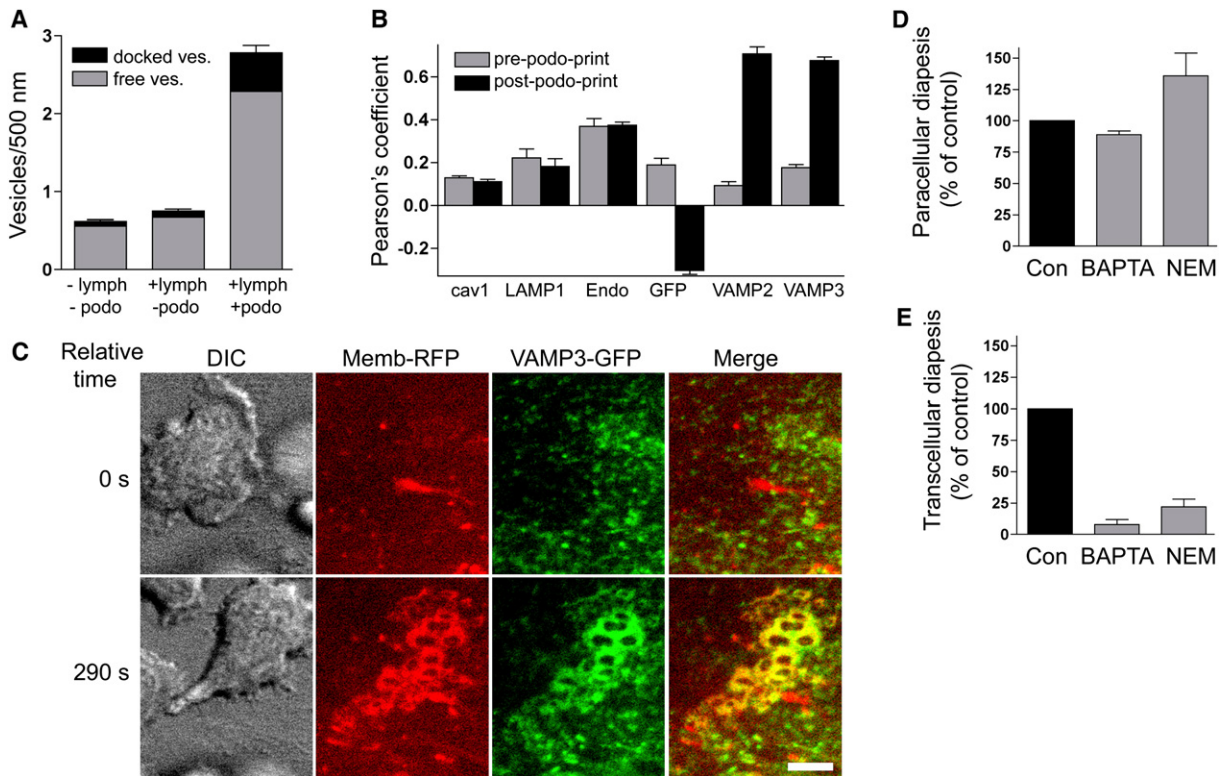 A
Vesicles/500 nm
3
2
1
0
docked ves.
free ves.
- lymph
- podo
+lymph
-podo
+lymph
+podo
B
Pearson's coefficient
0.6
0.4
0.2
0.0
-0.2
pre-podo-print
post-podo-print
cav1
LAMP1
Endo
GFP
VAMP2
VAMP3
C
Relative
time
DIC
Memb-RFP
VAMP3-GFP
Merge
0 s
290 s
D
Paracellular diapesis
(% of control)
150
125
100
75
50
25
0
Con
BAPTA
NEM
E
Transcellular diapesis
(% of control)
150
125
100
75
50
25
0
Con
BAPTA
NEM